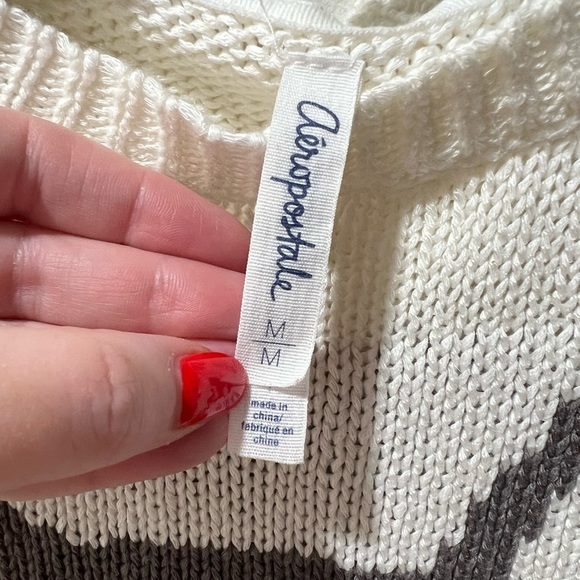 aéropostale
M
M
made in
china/
fabriqué en
chine